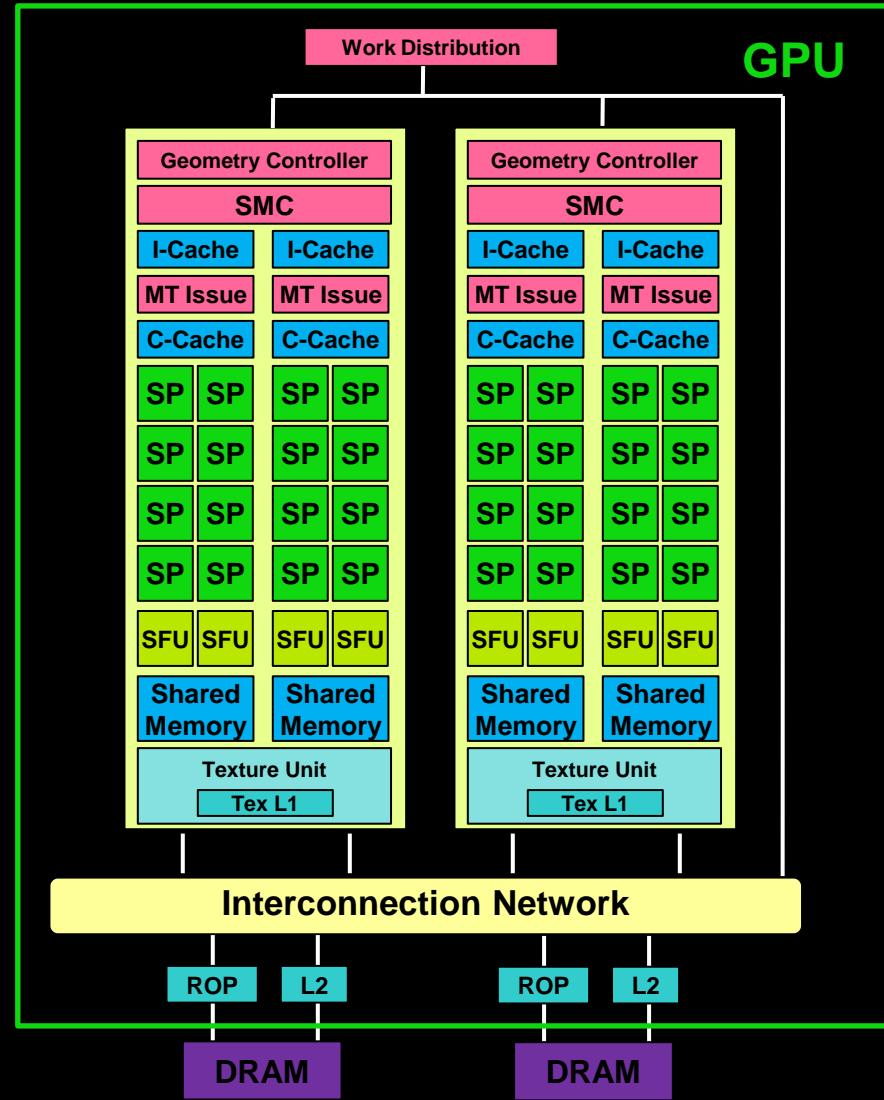 Work Distribution
GPU
Geometry Controller
SMC
I-Cache I-Cache
MT Issue MT Issue
C-Cache C-Cache
SP SP SP SP
SP SP SP SP
SP SP SP SP
SP SP SP SP
SFU SFU SFU SFU
Shared Shared
Memory Memory
Texture Unit
Tex L1
Geometry Controller
SMC
I-Cache I-Cache
MT Issue MT Issue
C-Cache C-Cache
SP SP SP SP
SP SP SP SP
SP SP SP SP
SP SP SP SP
SFU SFU SFU SFU
Shared Shared
Memory Memory
Texture Unit
Tex L1
Interconnection Network
ROP L2 ROP L2
DRAM DRAM